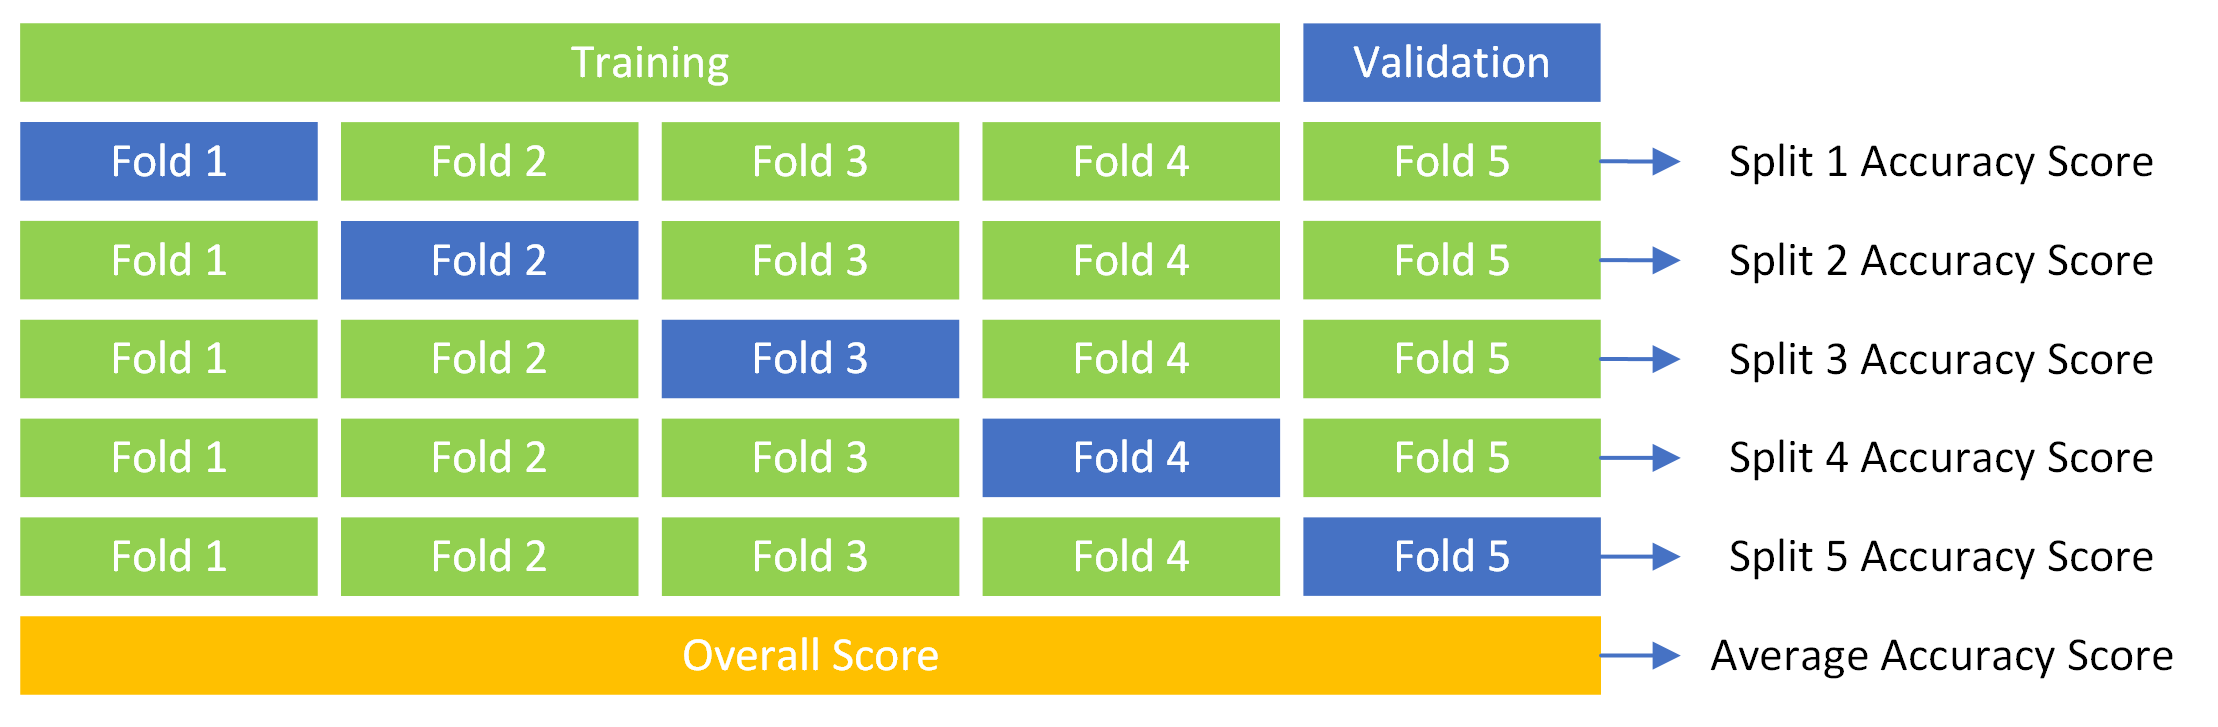 Training Validation
Fold 1 Fold 2 Fold 3 Fold 4 Fold 5 Split 1 Accuracy Score
Fold 1 Fold 2 Fold 3 Fold 4 Fold 5 Split 2 Accuracy Score
Fold 1 Fold 2 Fold 3 Fold 4 Fold 5 Split 3 Accuracy Score
Fold 1 Fold 2 Fold 3 Fold 4 Fold 5 Split 4 Accuracy Score
Fold 1 Fold 2 Fold 3 Fold 4 Fold 5 Split 5 Accuracy Score
Overall Score Average Accuracy Score